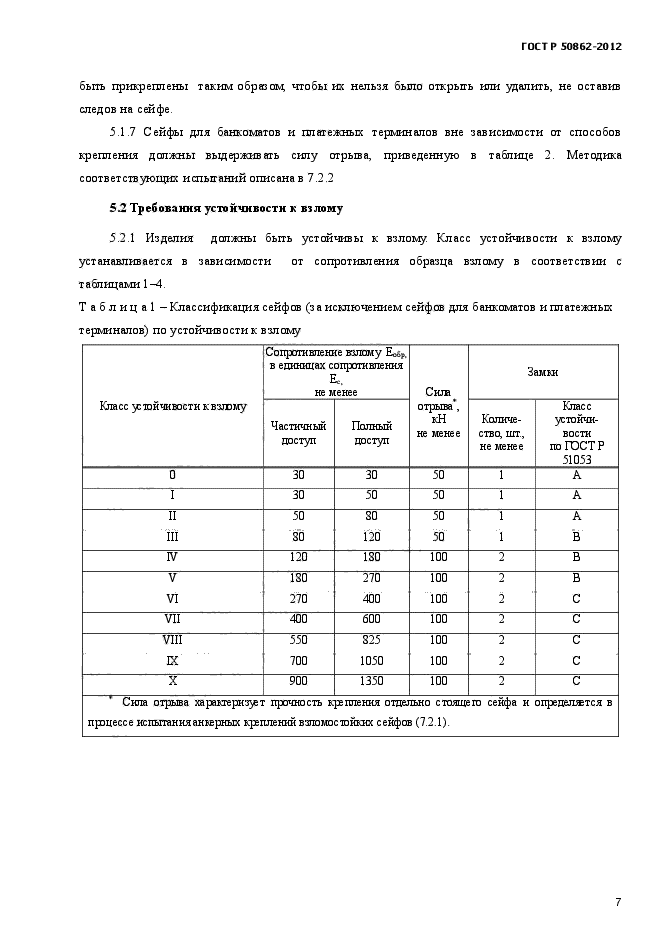 ГОСТ Р 50862-2012
быть прикреплены таким образом, чтобы их нельзя было открыть или удалить, не оставив
следов на сейфе.
5.1.7 Сейфы для банкоматов и платежных терминалов вне зависимости от способов
крепления должны выдерживать силу отрыва, приведенную в таблице 2. Методика
соответствующих испытаний описана в 7.2.2
5.2 Требования устойчивости к взлому
5.2.1 Изделия должны быть устойчивы к взлому. Класс устойчивости к взлому
устанавливается в зависимости от сопротивления образца взлому в соответствии с
таблицами 1–4.
Т а б л и ц а 1 – Классификация сейфов (за исключением сейфов для банкоматов и платежных
терминалов) по устойчивости к взлому
Класс устойчивости к взлому
Сопротивление взлому Eобр,
в единицах сопротивления
Eс,
не менее
Частичный
доступ
Полный
доступ
Сила
отрыва*,
кН
не менее
Замки
Количе-
ство, шт.,
не менее
Класс
устойчи-
вости
по ГОСТ Р
51053
0 30 30 50 1 A
I 30 50 50 1 A
II 50 80 50 1 A
III 80 120 50 1 B
IV 120 180 100 2 B
V 180 270 100 2 B
VI 270 400 100 2 C
VII 400 600 100 2 C
VIII 550 825 100 2 C
IX 700 1050 100 2 C
X 900 1350 100 2 C
* Сила отрыва характеризует прочность крепления отдельно стоящего сейфа и определяется в
процессе испытания анкерных креплений взломостойких сейфов (7.2.1).
7